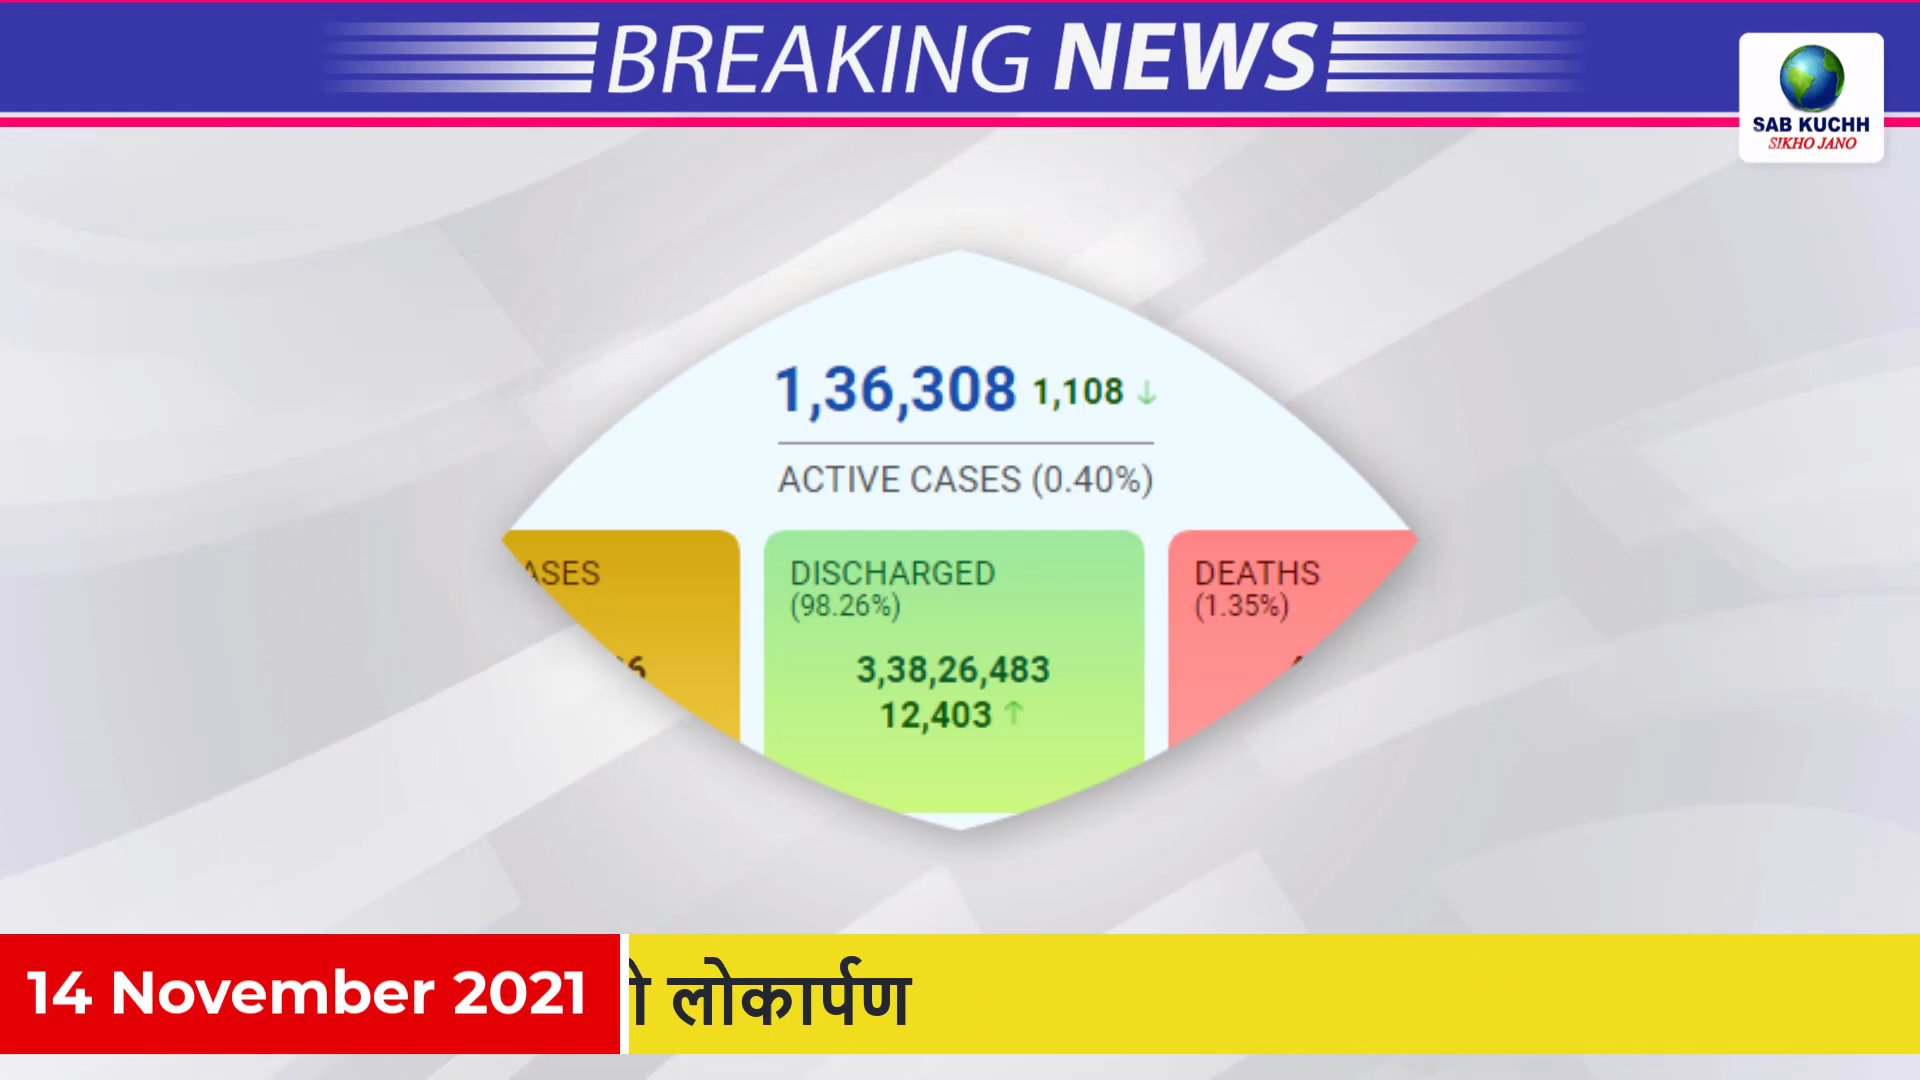 BREAKING NEWS
SAB KUCHH
SIKHO JANO
1,36,308 1,108 ↓
ACTIVE CASES (0.40%)
DISCHARGED
(98.26%)
3,38,26,483
12,403 ↑
DEATHS
(1.35%)
14 November 2021
लोकार्पण